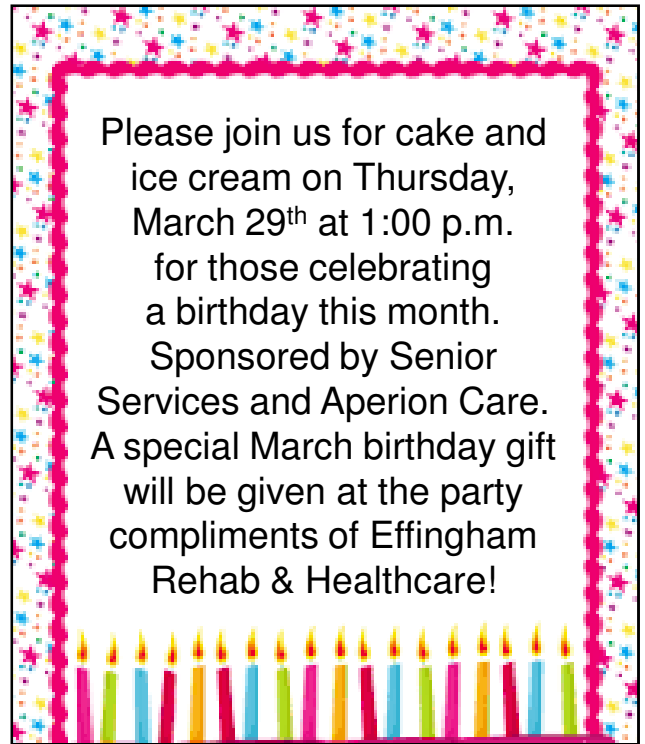 Please join us for cake and
ice cream on Thursday,
March 29th at 1:00 p.m.
for those celebrating
a birthday this month.
Sponsored by Senior
Services and Aperion Care.
A special March birthday gift
will be given at the party
compliments of Effingham
Rehab & Healthcare!